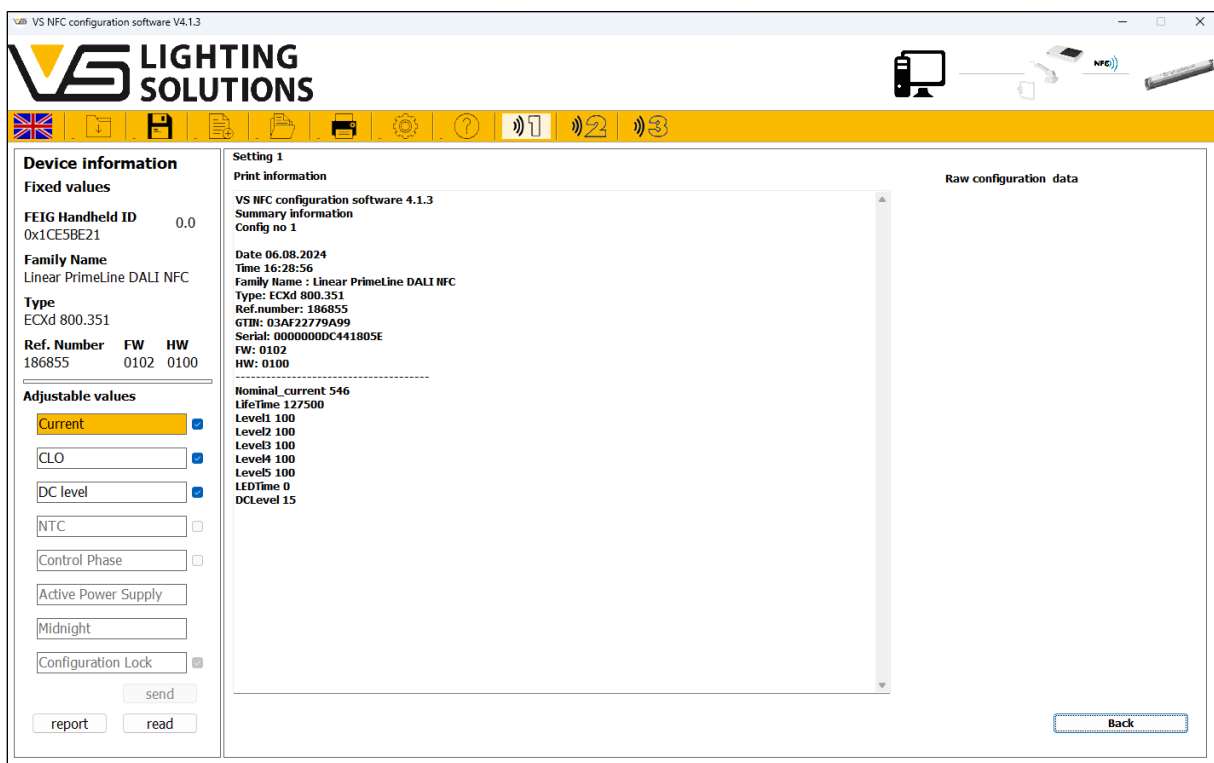 VS NFC configuration software V4.1.3
VS LIGHTING
SOLUTIONS
NFC
1 2 3
Device information
Fixed values
FEIG Handheld ID 0.0
0x1CE5BE21
Family Name
Linear PrimeLine DALI NFC
Type
ECXd 800.351
Ref. Number FW HW
186855 0102 0100
Adjustable values
Current
CLO
DC level
NTC
Control Phase
Active Power Supply
Midnight
Configuration Lock
send
report read
Setting 1
Print information
VS NFC configuration software 4.1.3
Summary information
Config no 1
Date 06.08.2024
Time 16:28:56
Family Name : Linear PrimeLine DALI NFC
Type: ECXd 800.351
Ref.number: 186855
GTIN: 03AF22779A99
Serial: 0000000DC441805E
FW: 0102
HW: 0100
-------------------------------------
Nominal_current 546
LifeTime 127500
Level1 100
Level2 100
Level3 100
Level4 100
Level5 100
LEDTime 0
DCLevel 15
Raw configuration data
Back